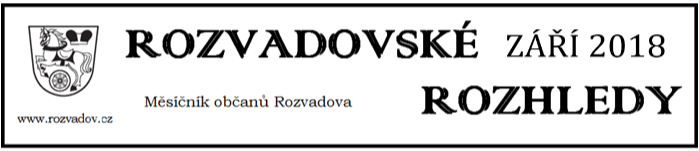 ROZVADOVSKÉ ZÁŘÍ 2018
ROZHLEDY
Měsíčník občanů Rozvadova
www.rozvadov.cz